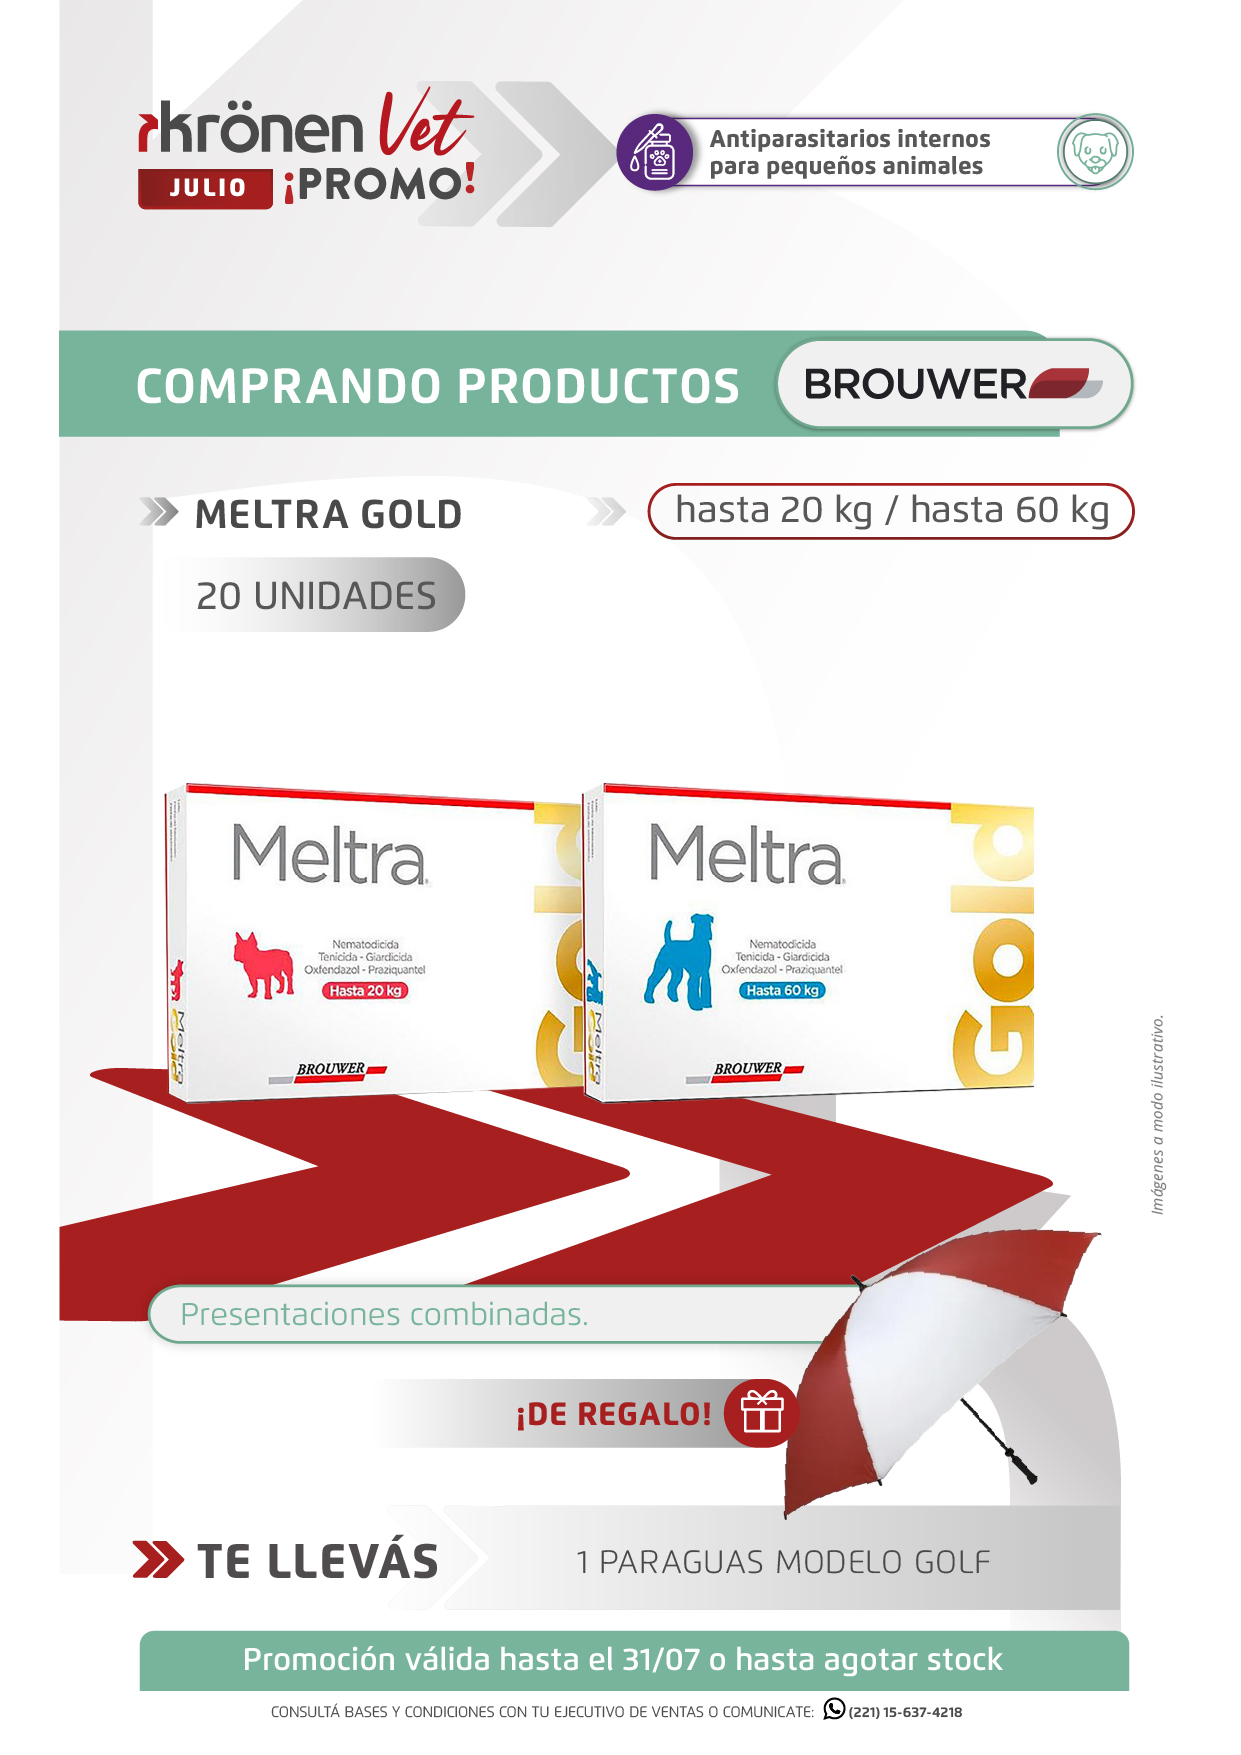 krönen Vet
JULIO ¡PROMO!
Antiparasitarios internos
para pequeños animales
COMPRANDO PRODUCTOS
BROUWER
MELTRA GOLD
hasta 20 kg / hasta 60 kg
20 UNIDADES
Meltra
Gold
Nematodicida
Tenicida - Giardicida
Oxfendazol - Praziquantel
Hasta 20 kg
BROUWER
Meltra
Gold
Meltra
Gold
Nematodicida
Tenicida - Giardicida
Oxfendazol - Praziquantel
Hasta 60 kg
BROUWER
Meltra
Gold
Imágenes a modo ilustrativo.
Presentaciones combinadas.
¡DE REGALO!
TE LLEVÁS
1 PARAGUAS MODELO GOLF
Promoción válida hasta el 31/07 o hasta agotar stock
CONSULTÁ BASES Y CONDICIONES CON TU EJECUTIVO DE VENTAS O COMUNICATE: (221) 15-637-4218